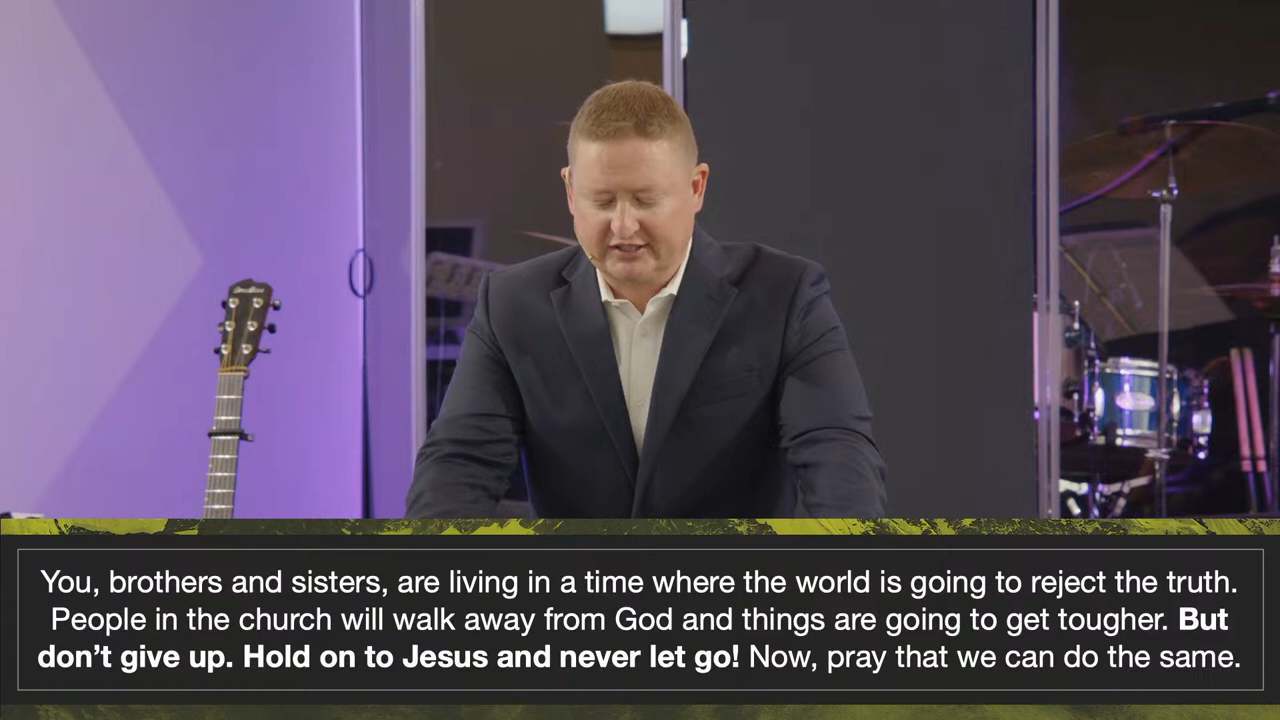 You, brothers and sisters, are living in a time where the world is going to reject the truth.
People in the church will walk away from God and things are going to get tougher. But
don’t give up. Hold on to Jesus and never let go! Now, pray that we can do the same.